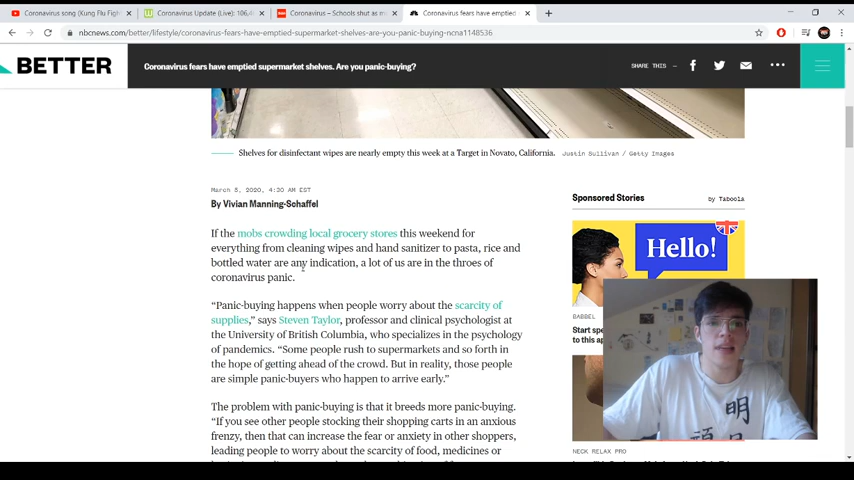 Coronavirus song (Kung Flu Fight
Coronavirus Update (Live): 106,4
Coronavirus – Schools shut as m
Coronavirus fears have emptied
nbcnews.com/better/lifestyle/coronavirus-fears-have-emptied-supermarket-shelves-are-you-panic-buying-ncna1148536
BETTER
Coronavirus fears have emptied supermarket shelves. Are you panic-buying?
SHARE THIS —
Shelves for disinfectant wipes are nearly empty this week at a Target in Novato, California. Justin Sullivan / Getty Images
March 5, 2020, 4:30 AM EST
By Vivian Manning-Schaffel
If the mobs crowding local grocery stores this weekend for
everything from cleaning wipes and hand sanitizer to pasta, rice and
bottled water are any indication, a lot of us are in the throes of
coronavirus panic.
“Panic-buying happens when people worry about the scarcity of
supplies,” says Steven Taylor, professor and clinical psychologist at
the University of British Columbia, who specializes in the psychology
of pandemics. “Some people rush to supermarkets and so forth in
the hope of getting ahead of the crowd. But in reality, those people
are simple panic-buyers who happen to arrive early.”
The problem with panic-buying is that it breeds more panic-buying.
“If you see other people stocking their shopping carts in an anxious
frenzy, then that can increase the fear or anxiety in other shoppers,
leading people to worry about the scarcity of food, medicines or
Sponsored Stories
by Taboola
Hello!
BABBEL
Start spe
to this ap
明
NECK RELAX PRO